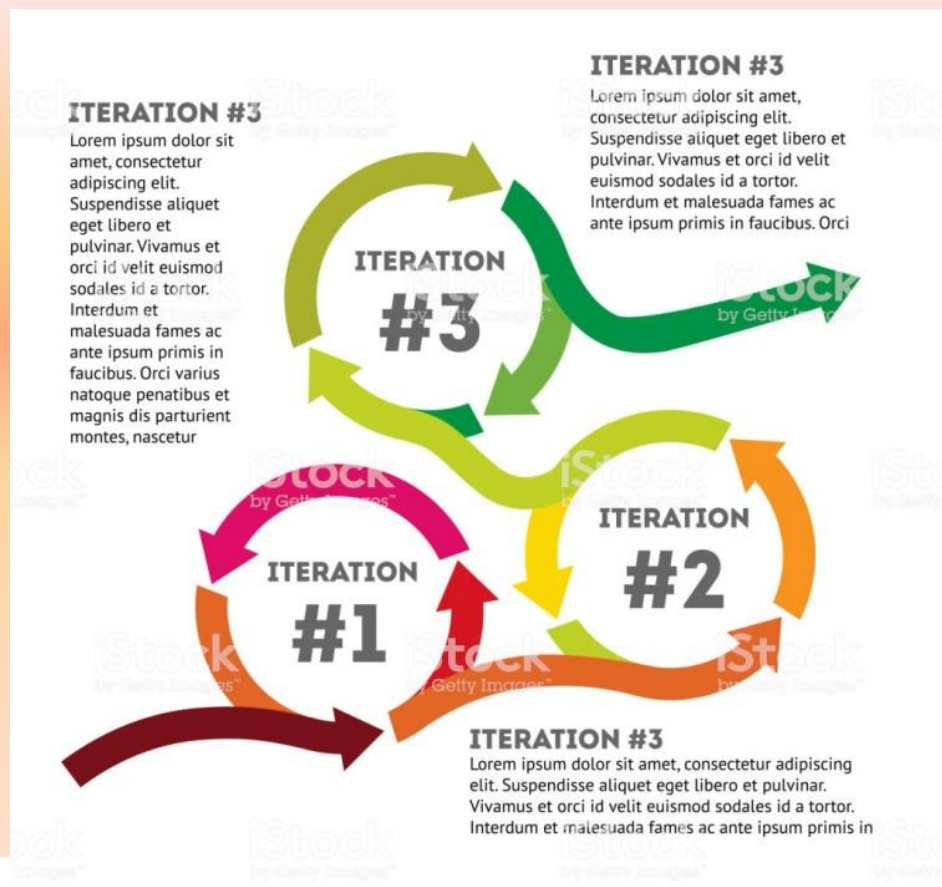 ITERATION #3
Lorem ipsum dolor sit
amet, consectetur
adipiscing elit.
Suspendisse aliquet
eget libero et
pulvinar. Vivamus et
orci id velit euismod
sodales id a tortor.
Interdum et
malesuada fames ac
ante ipsum primis in
faucibus. Orci varius
natoque penatibus et
magnis dis parturient
montes, nascetur
ITERATION #3
Lorem ipsum dolor sit amet,
consectetur adipiscing elit.
Suspendisse aliquet eget libero et
pulvinar. Vivamus et orci id velit
euismod sodales id a tortor.
Interdum et malesuada fames ac
ante ipsum primis in faucibus. Orci
ITERATION
#3
ITERATION
#2
ITERATION
#1
ITERATION #3
Lorem ipsum dolor sit amet, consectetur adipiscing
elit. Suspendisse aliquet eget libero et pulvinar.
Vivamus et orci id velit euismod sodales id a tortor.
Interdum et malesuada fames ac ante ipsum primis in
iStock
by Getty Images™